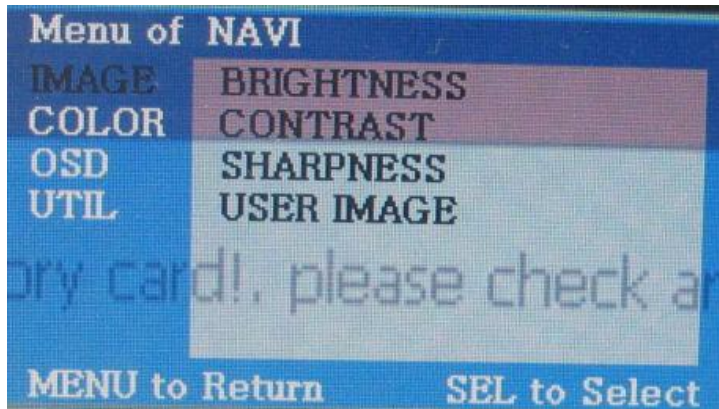 Menu of NAVI
IMAGE BRIGHTNESS
COLOR CONTRAST
OSD SHARPNESS
UTIL USER IMAGE
ory card!, please check
MENU to Return SEL to Select